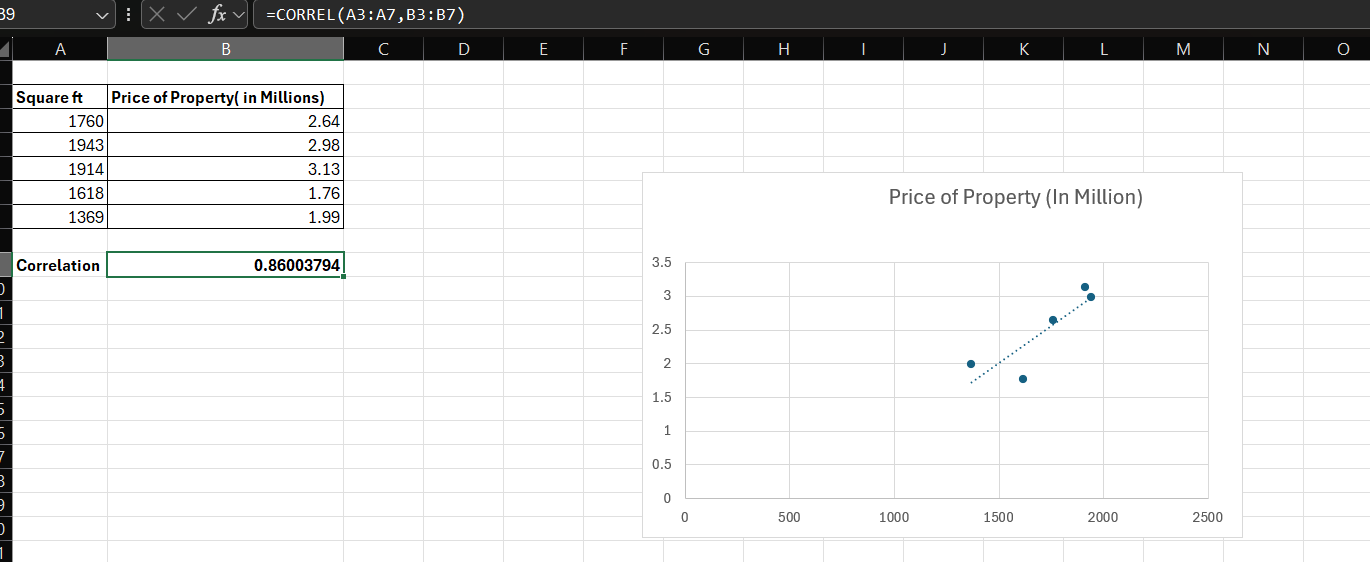 B9 fx =CORREL(A3:A7,B3:B7)
A B C D E F G H I J K L M N O
Square ft Price of Property( in Millions)
1760 2.64
1943 2.98
1914 3.13
1618 1.76
1369 1.99
Correlation 0.86003794
Price of Property (In Million)
3.5
3
2.5
2
1.5
1
0.5
0
0 500 1000 1500 2000 2500